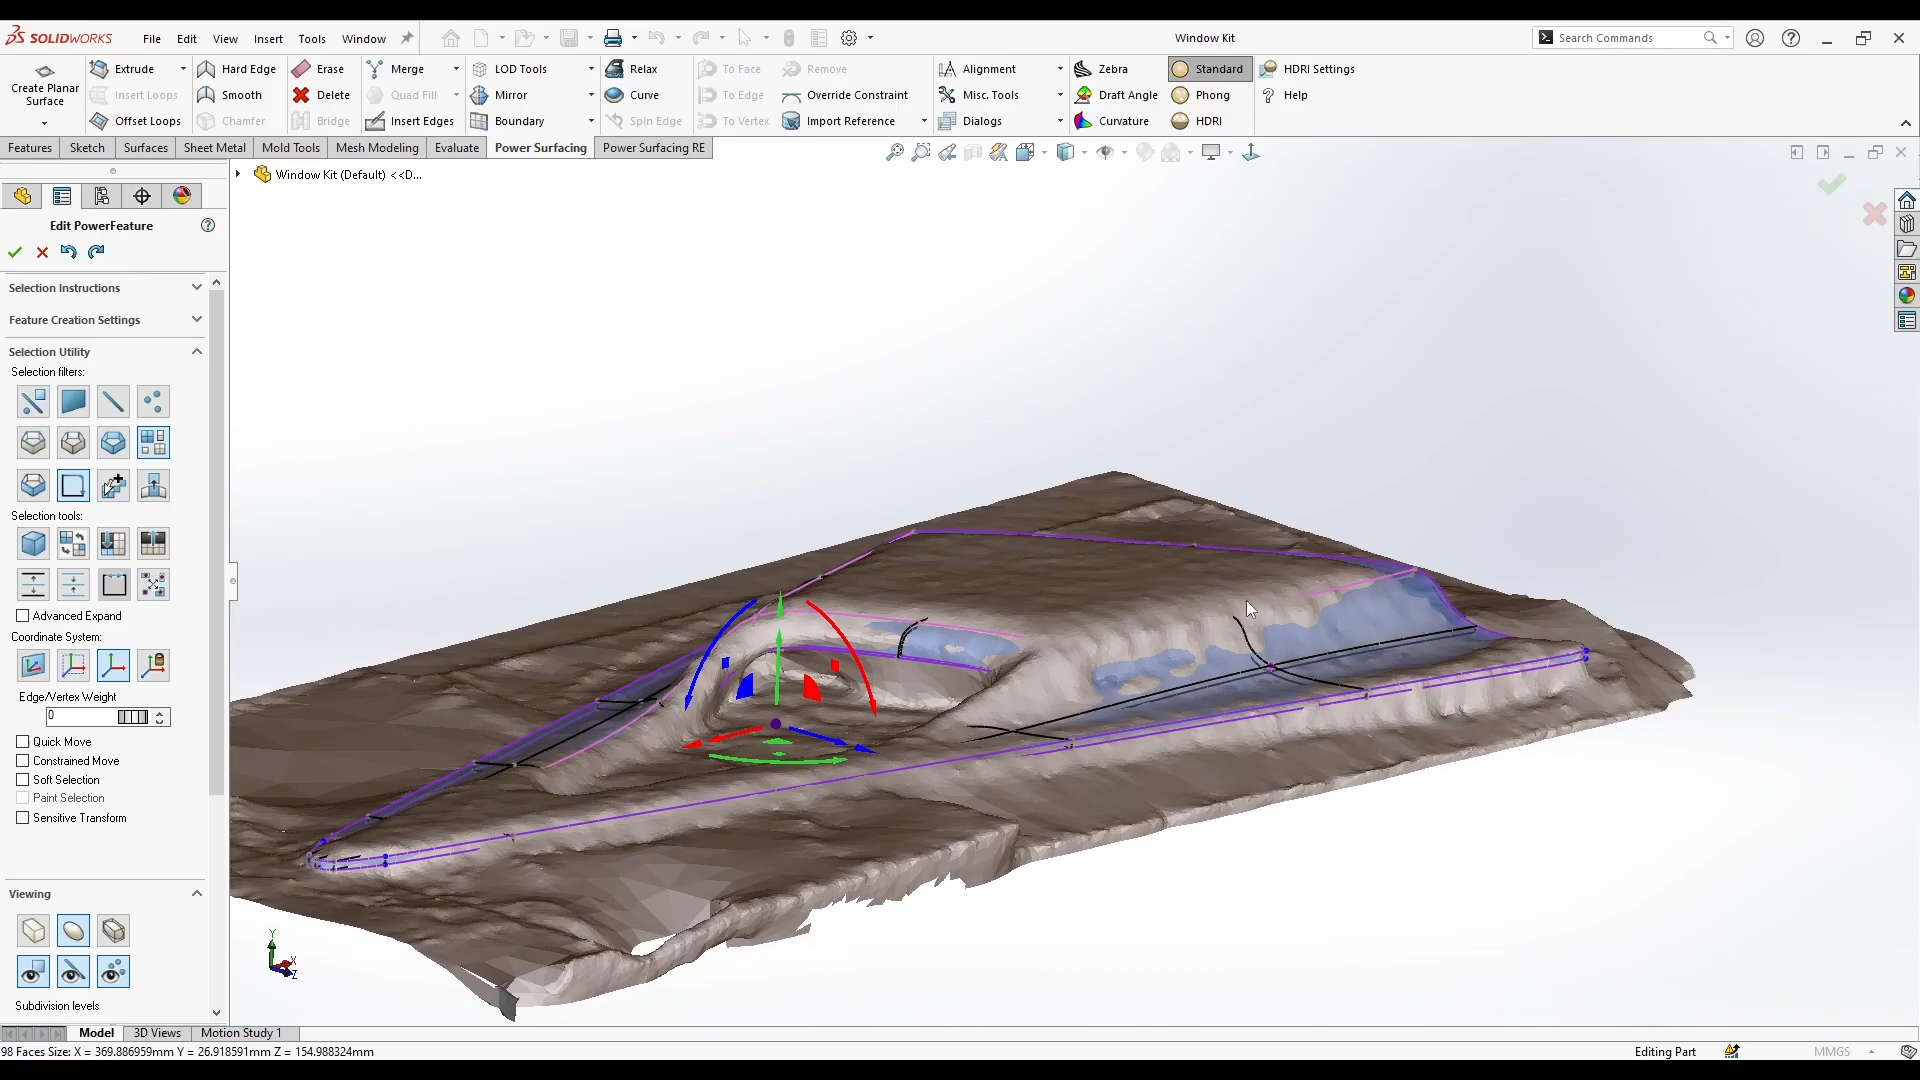 SOLIDWORKS File Edit View Insert Tools Window
Window Kit
Search Commands
Create Planar Surface
Extrude Hard Edge Erase Merge LOD Tools Relax To Face Remove Alignment Zebra Standard HDRI Settings
Insert Loops Smooth Delete Quad Fill Mirror Curve To Edge Override Constraint Misc. Tools Draft Angle Phong Help
Offset Loops Chamfer Bridge Insert Edges Boundary Spin Edge To Vertex Import Reference Dialogs Curvature HDRI
Features Sketch Surfaces Sheet Metal Mold Tools Mesh Modeling Evaluate Power Surfacing Power Surfacing RE
Window Kit (Default) <<D...
Edit PowerFeature
Selection Instructions
Feature Creation Settings
Selection Utility
Selection filters:
Selection tools:
Advanced Expand
Coordinate System:
Edge/Vertex Weight
0
Quick Move
Constrained Move
Soft Selection
Paint Selection
Sensitive Transform
Viewing
Subdivision levels
Y
X
Z
Model 3D Views Motion Study 1
98 Faces Size: X = 369.886959mm Y = 26.918591mm Z = 154.988324mm
Editing Part
MMGS